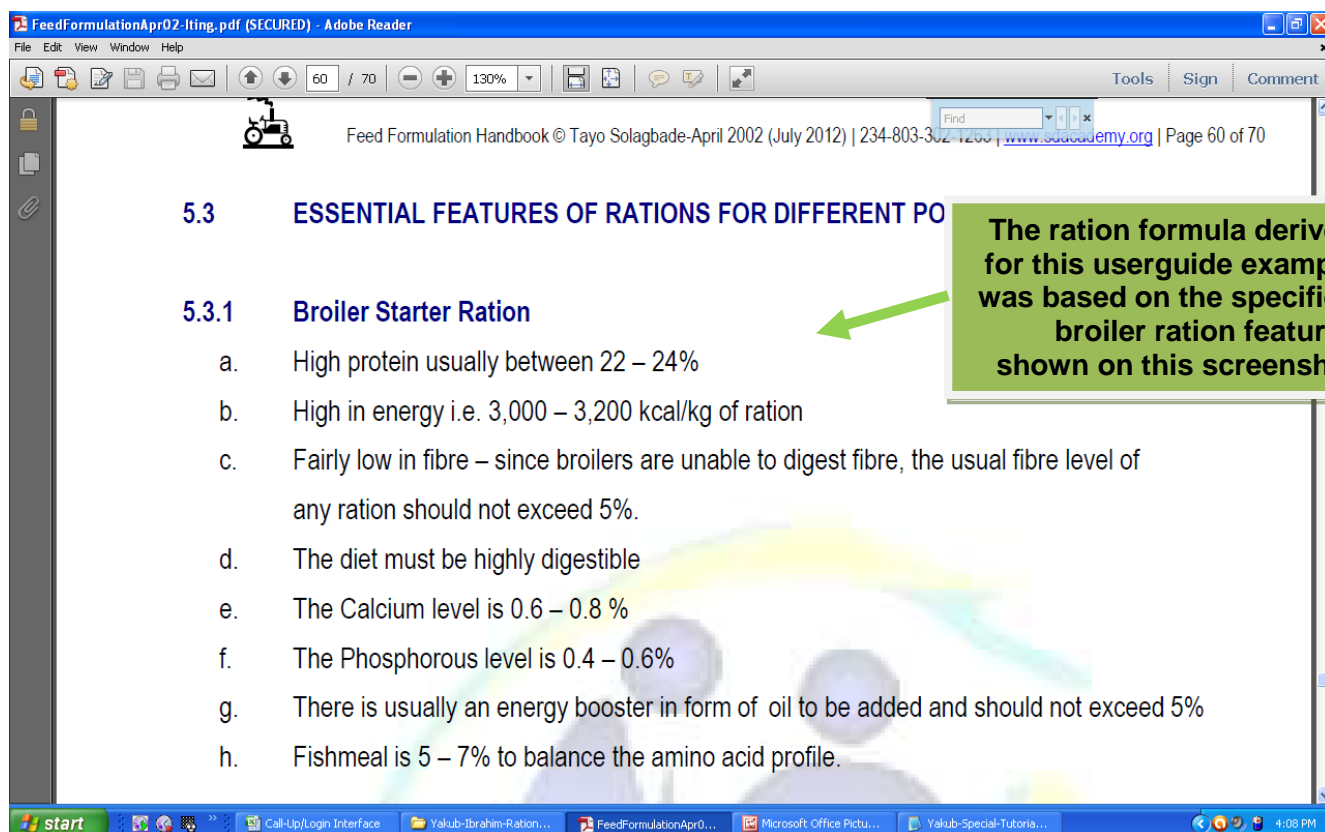 FeedFormulationApr02-lting.pdf (SECURED) - Adobe Reader
File Edit View Window Help
60 / 70 130% Tools Sign Comment
Find
Feed Formulation Handbook © Tayo Solagbade-April 2002 (July 2012) | 234-803-302-1263 | www.sdacademy.org | Page 60 of 70
5.3 ESSENTIAL FEATURES OF RATIONS FOR DIFFERENT PO
The ration formula derive
for this userguide examp
was based on the specifi
broiler ration featur
shown on this screensh
5.3.1 Broiler Starter Ration
a. High protein usually between 22 – 24%
b. High in energy i.e. 3,000 – 3,200 kcal/kg of ration
c. Fairly low in fibre – since broilers are unable to digest fibre, the usual fibre level of
any ration should not exceed 5%.
d. The diet must be highly digestible
e. The Calcium level is 0.6 – 0.8 %
f. The Phosphorous level is 0.4 – 0.6%
g. There is usually an energy booster in form of oil to be added and should not exceed 5%
h. Fishmeal is 5 – 7% to balance the amino acid profile.
start Call-Up/Login Interface Yakub-Ibrahim-Ration... FeedFormulationApr0... Microsoft Office Pictu... Yakub-Special-Tutoria... 4:08 PM